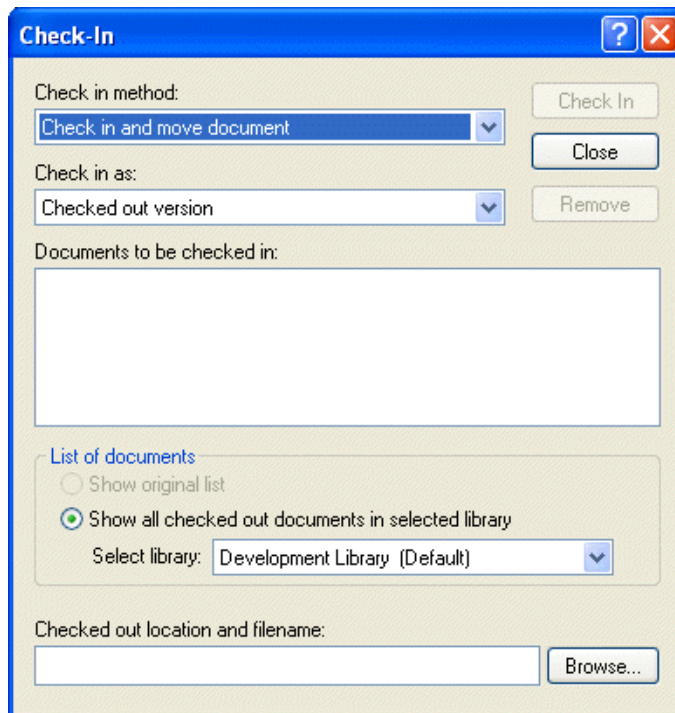 Check-In
Check in method:
Check In
Check in and move document
Close
Check in as:
Checked out version
Remove
Documents to be checked in:
List of documents
Show original list
Show all checked out documents in selected library
Select library: Development Library (Default)
Checked out location and filename:
Browse...